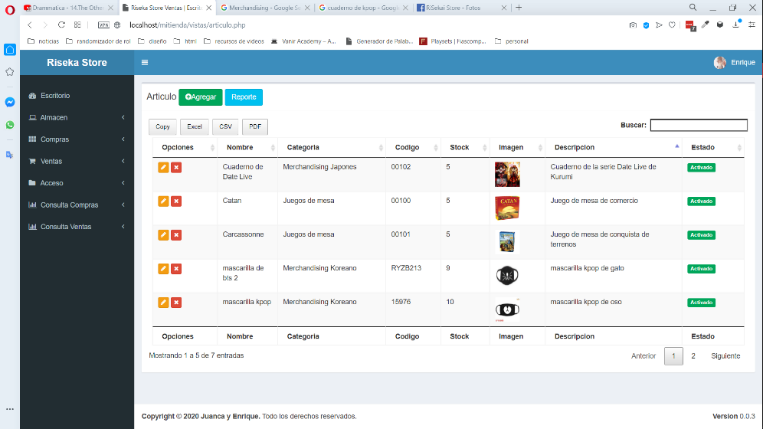 Drammatica - 14.The Other
Riseka Store Ventas | Escrit
Merchandising - Google Se
cuaderno de kpop - Googl
RiSekai Store - Fotos
localhost/mitienda/vistas/articulo.php
noticias
randomizador de rol
diseño
html
recursos de videos
Vanir Academy – A...
Generador de Palab...
Playsets | Fiascomp...
personal
Riseka Store
Enrique
Escritorio
Almacen
Compras
Ventas
Acceso
Consulta Compras
Consulta Ventas
Articulo Agregar Reporte
Copy Excel CSV PDF
Buscar:
Opciones Nombre Categoria Codigo Stock Imagen Descripcion Estado
Cuaderno de Date Live Merchandising Japones 00102 5 Cuaderno de la serie Date Live de Kurumi Activado
Catan Juegos de mesa 00100 5 CATAN Juego de mesa de comercio Activado
Carcassonne Juegos de mesa 00101 5 Juego de mesa de conquista de terrenos Activado
mascarilla de bts 2 Merchandising Koreano RYZB213 9 mascarilla kpop de gato Activado
mascarilla kpop Merchandising Koreano 15976 10 mascarilla kpop de oso Activado
Opciones Nombre Categoria Codigo Stock Imagen Descripcion Estado
Mostrando 1 a 5 de 7 entradas
Anterior 1 2 Siguiente
Copyright © 2020 Juanca y Enrique. Todo los derechos reservados.
Version 0.0.3